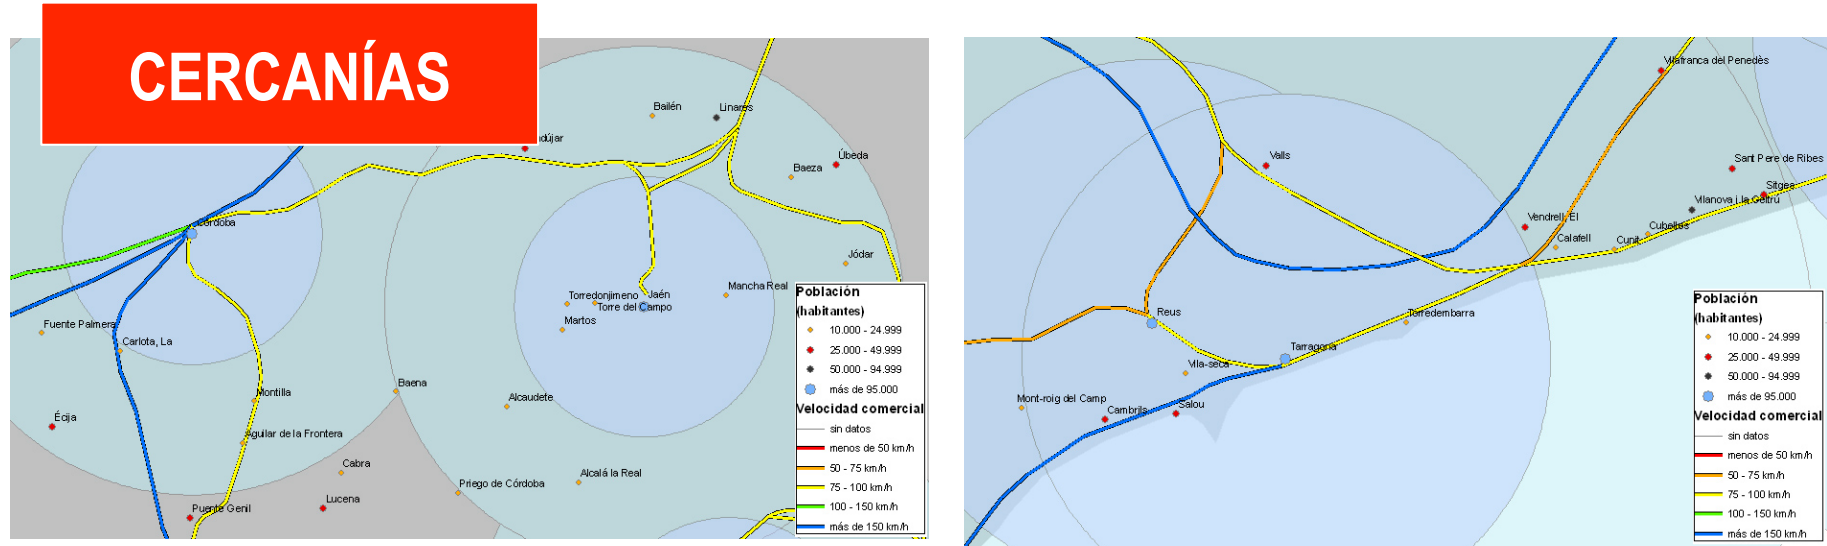 CERCANÍAS
Bailén
Linares
dújar
Úbeda
Baeza
Córdoba
Jódar
Mancha Real
Torredonjimeno
Jaén
Torre del Campo
Martos
Fuente Palmera
Carlota, La
Baena
Montilla
Alcaudete
Écija
Aguilar de la Frontera
Cabra
Alcalá la Real
Priego de Córdoba
Lucena
Puente Genil
Población
(habitantes)
10.000 - 24.999
25.000 - 49.999
50.000 - 94.999
más de 95.000
Velocidad comercial
sin datos
menos de 50 km/h
50 - 75 km/h
75 - 100 km/h
100 - 150 km/h
más de 150 km/h
Vilafranca del Penedès
Valls
Sant Pere de Ribes
Sitges
Vilanova i la Geltrú
Vendrell, El
Cubelles
Calafell
Cunit
Reus
Torredembarra
Tarragona
Vila-seca
Mont-roig del Camp
Cambrils
Salou
Población
(habitantes)
10.000 - 24.999
25.000 - 49.999
50.000 - 94.999
más de 95.000
Velocidad comercial
sin datos
menos de 50 km/h
50 - 75 km/h
75 - 100 km/h
100 - 150 km/h
más de 150 km/h